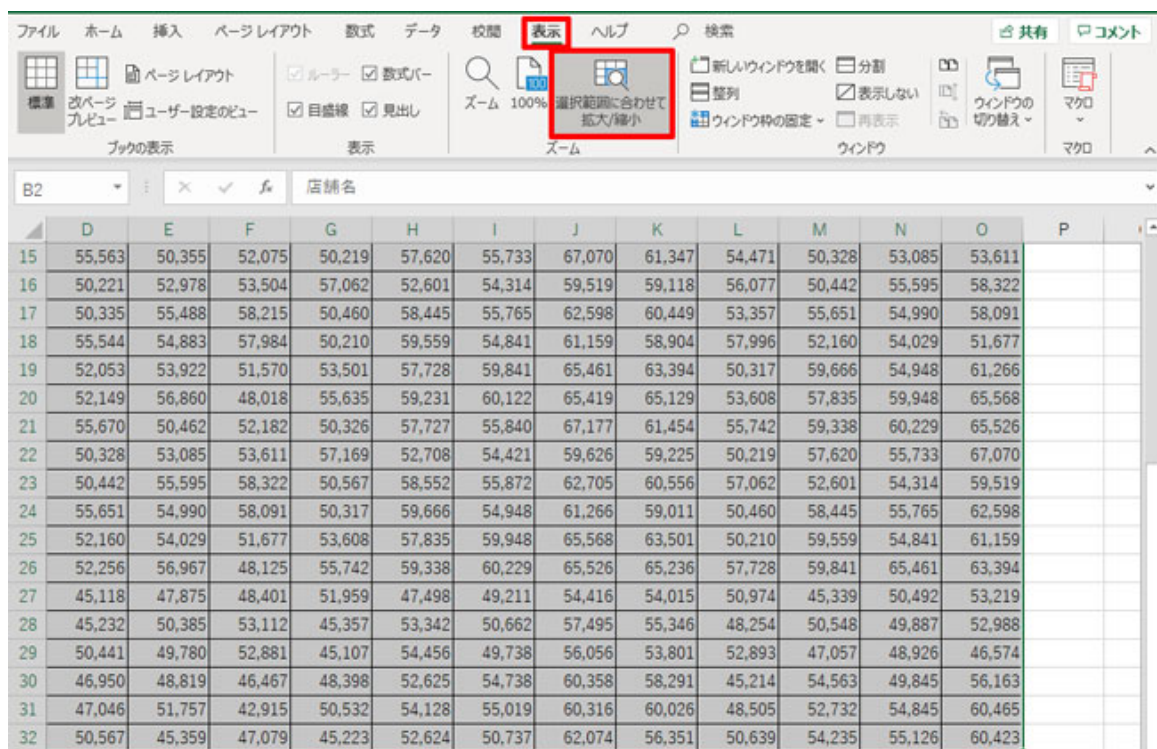 ファイル ホーム 挿入 ページ レイアウト 数式 データ 校閲 表示 ヘルプ 検索 共有 コメント
標準
改ページ
プレビュー
ページ レイアウト
ユーザー設定のビュー
ブックの表示
ルーラー 数式バー
目盛線 見出し
表示
ズーム
100%
選択範囲に合わせて
拡大/縮小
ズーム
新しいウィンドウを開く
整列
ウィンドウ枠の固定
分割
表示しない
再表示
ウィンドウの
切り替え
ウィンドウ
マクロ
マクロ
B2 fx 店舗名
D E F G H I J K L M N O P
15 55,563 50,355 52,075 50,219 57,620 55,733 67,070 61,347 54,471 50,328 53,085 53,611
16 50,221 52,978 53,504 57,062 52,601 54,314 59,519 59,118 56,077 50,442 55,595 58,322
17 50,335 55,488 58,215 50,460 58,445 55,765 62,598 60,449 53,357 55,651 54,990 58,091
18 55,544 54,883 57,984 50,210 59,559 54,841 61,159 58,904 57,996 52,160 54,029 51,677
19 52,053 53,922 51,570 53,501 57,728 59,841 65,461 63,394 50,317 59,666 54,948 61,266
20 52,149 56,860 48,018 55,635 59,231 60,122 65,419 65,129 53,608 57,835 59,948 65,568
21 55,670 50,462 52,182 50,326 57,727 55,840 67,177 61,454 55,742 59,338 60,229 65,526
22 50,328 53,085 53,611 57,169 52,708 54,421 59,626 59,225 50,219 57,620 55,733 67,070
23 50,442 55,595 58,322 50,567 58,552 55,872 62,705 60,556 57,062 52,601 54,314 59,519
24 55,651 54,990 58,091 50,317 59,666 54,948 61,266 59,011 50,460 58,445 55,765 62,598
25 52,160 54,029 51,677 53,608 57,835 59,948 65,568 63,501 50,210 59,559 54,841 61,159
26 52,256 56,967 48,125 55,742 59,338 60,229 65,526 65,236 57,728 59,841 65,461 63,394
27 45,118 47,875 48,401 51,959 47,498 49,211 54,416 54,015 50,974 45,339 50,492 53,219
28 45,232 50,385 53,112 45,357 53,342 50,662 57,495 55,346 48,254 50,548 49,887 52,988
29 50,441 49,780 52,881 45,107 54,456 49,738 56,056 53,801 52,893 47,057 48,926 46,574
30 46,950 48,819 46,467 48,398 52,625 54,738 60,358 58,291 45,214 54,563 49,845 56,163
31 47,046 51,757 42,915 50,532 54,128 55,019 60,316 60,026 48,505 52,732 54,845 60,465
32 50,567 45,359 47,079 45,223 52,624 50,737 62,074 56,351 50,639 54,235 55,126 60,423